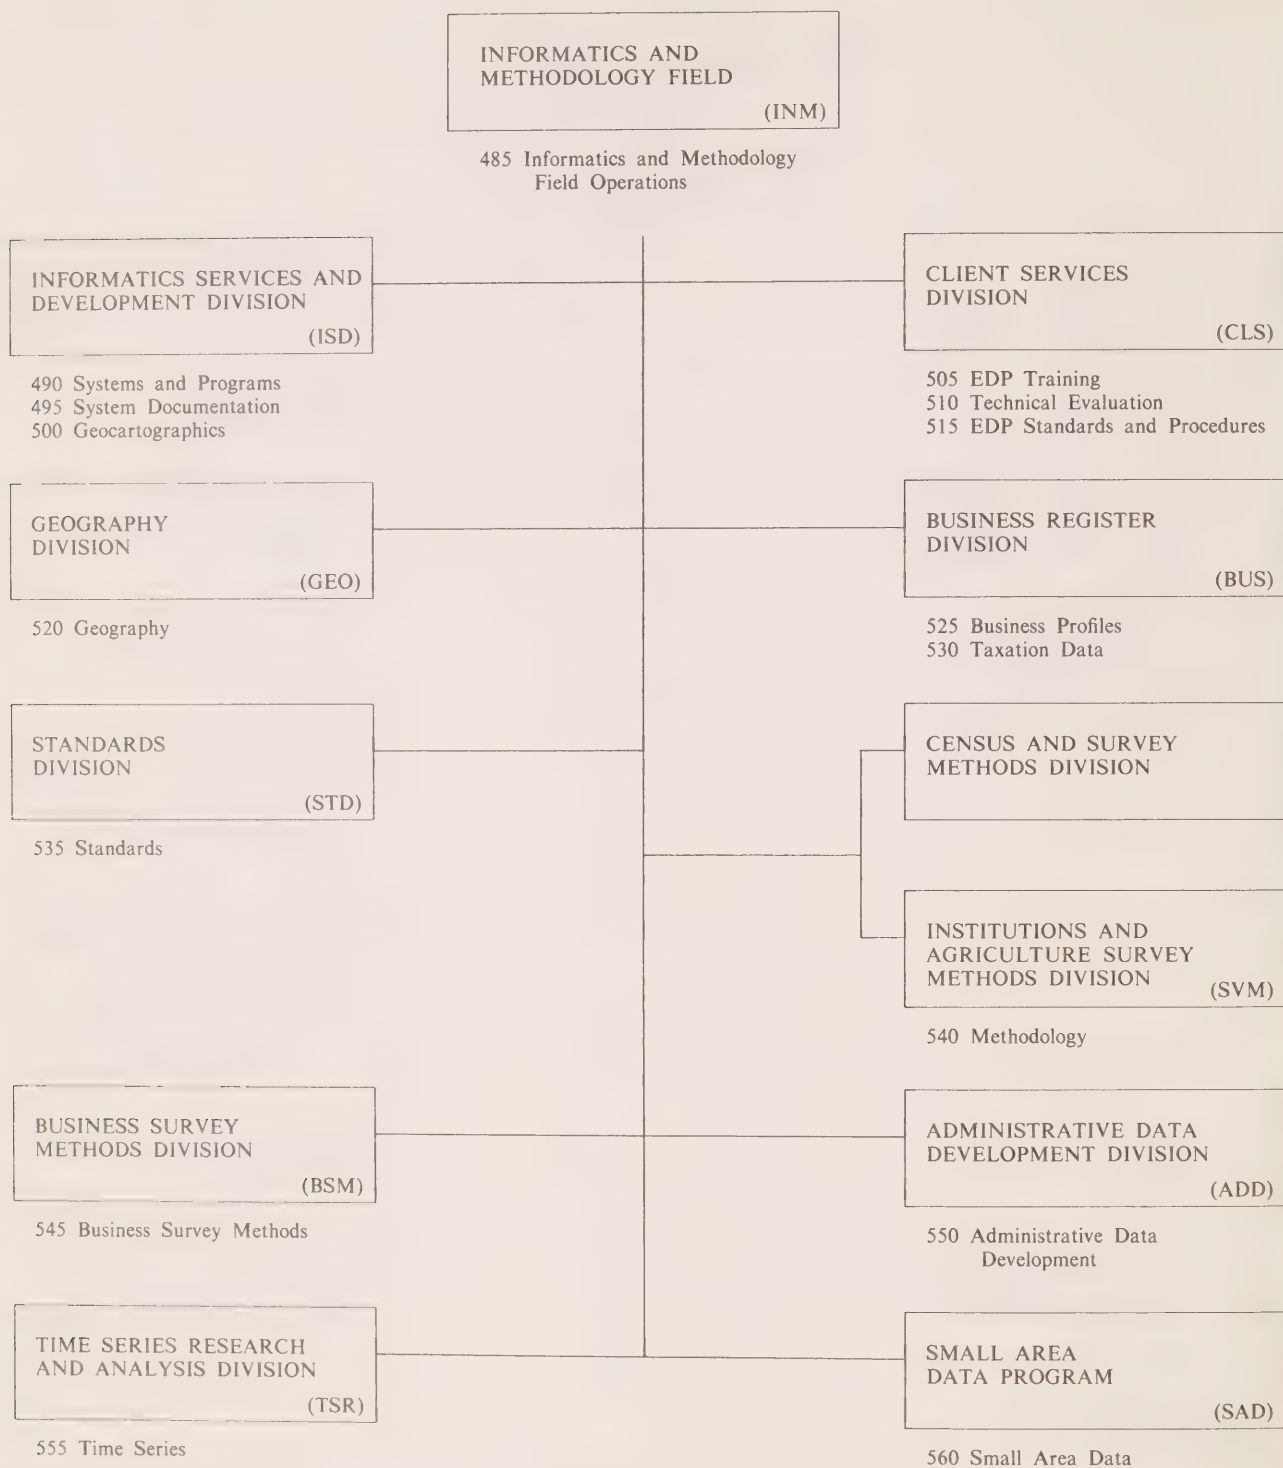 INFORMATICS AND
METHODOLOGY FIELD
(INM)
485 Informatics and Methodology
Field Operations
INFORMATICS SERVICES AND
DEVELOPMENT DIVISION
(ISD)
490 Systems and Programs
495 System Documentation
500 Geocartographics
CLIENT SERVICES
DIVISION
(CLS)
505 EDP Training
510 Technical Evaluation
515 EDP Standards and Procedures
GEOGRAPHY
DIVISION
(GEO)
520 Geography
BUSINESS REGISTER
DIVISION
(BUS)
525 Business Profiles
530 Taxation Data
STANDARDS
DIVISION
(STD)
535 Standards
CENSUS AND SURVEY
METHODS DIVISION
INSTITUTIONS AND
AGRICULTURE SURVEY
METHODS DIVISION
(SVM)
540 Methodology
BUSINESS SURVEY
METHODS DIVISION
(BSM)
545 Business Survey Methods
ADMINISTRATIVE DATA
DEVELOPMENT DIVISION
(ADD)
550 Administrative Data
Development
TIME SERIES RESEARCH
AND ANALYSIS DIVISION
(TSR)
555 Time Series
SMALL AREA
DATA PROGRAM
(SAD)
560 Small Area Data